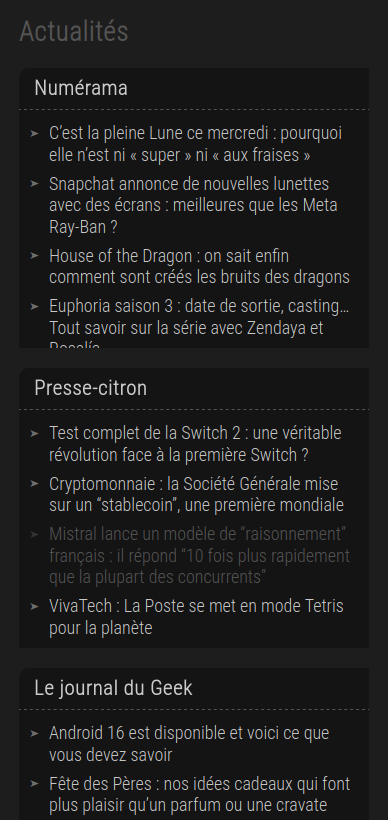 Actualités
Numérama
C'est la pleine Lune ce mercredi : pourquoi
elle n'est ni « super » ni « aux fraises »
Snapchat annonce de nouvelles lunettes
avec des écrans : meilleures que les Meta
Ray-Ban ?
House of the Dragon : on sait enfin
comment sont créés les bruits des dragons
Euphoria saison 3 : date de sortie, casting…
Tout savoir sur la série avec Zendaya et
Rosalía
Presse-citron
Test complet de la Switch 2 : une véritable
révolution face à la première Switch ?
Cryptomonnaie : la Société Générale mise
sur un “stablecoin”, une première mondiale
Mistral lance un modèle de “raisonnement”
français : il répond “10 fois plus rapidement
que la plupart des concurrents”
VivaTech : La Poste se met en mode Tetris
pour la planète
Le journal du Geek
Android 16 est disponible et voici ce que
vous devez savoir
Fête des Pères : nos idées cadeaux qui font
plus plaisir qu'un parfum ou une cravate